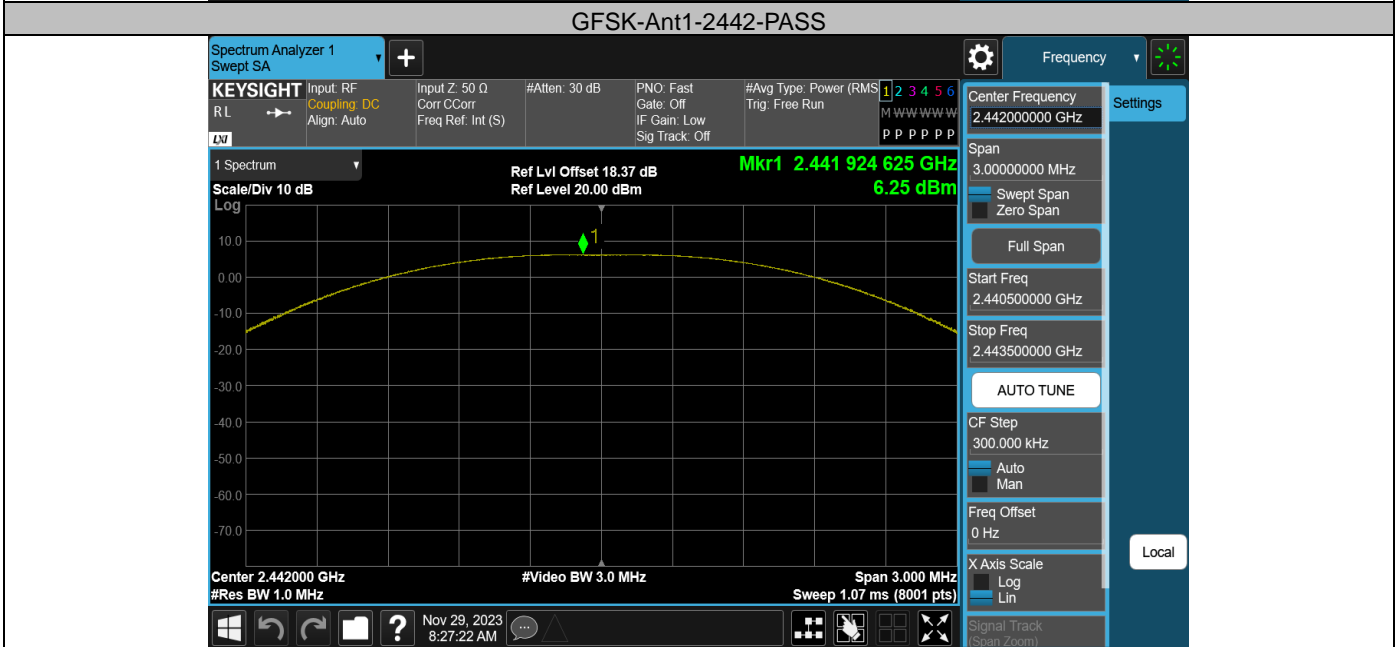 GFSK-Ant1-2442-PASS
Spectrum Analyzer 1
Swept SA
Frequency
KEYSIGHT
RL
LXI
Input: RF
Coupling: DC
Align: Auto
Input Z: 50 Ω
Corr CCorr
Freq Ref: Int (S)
#Atten: 30 dB
PNO: Fast
Gate: Off
IF Gain: Low
Sig Track: Off
#Avg Type: Power (RMS
Trig: Free Run
1 2 3 4 5 6
M W W W W W
P P P P P P
1 Spectrum
Scale/Div 10 dB
Log
Ref Lvl Offset 18.37 dB
Ref Level 20.00 dBm
Mkr1 2.441 924 625 GHz
6.25 dBm
1
10.0
0.00
-10.0
-20.0
-30.0
-40.0
-50.0
-60.0
-70.0
Center 2.442000 GHz
#Res BW 1.0 MHz
#Video BW 3.0 MHz
Span 3.000 MHz
Sweep 1.07 ms (8001 pts)
Nov 29, 2023
8:27:22 AM
Center Frequency
2.442000000 GHz
Settings
Span
3.00000000 MHz
Swept Span
Zero Span
Full Span
Start Freq
2.440500000 GHz
Stop Freq
2.443500000 GHz
AUTO TUNE
CF Step
300.000 kHz
Auto
Man
Freq Offset
0 Hz
X Axis Scale
Log
Lin
Local
Signal Track
(Span Zoom)